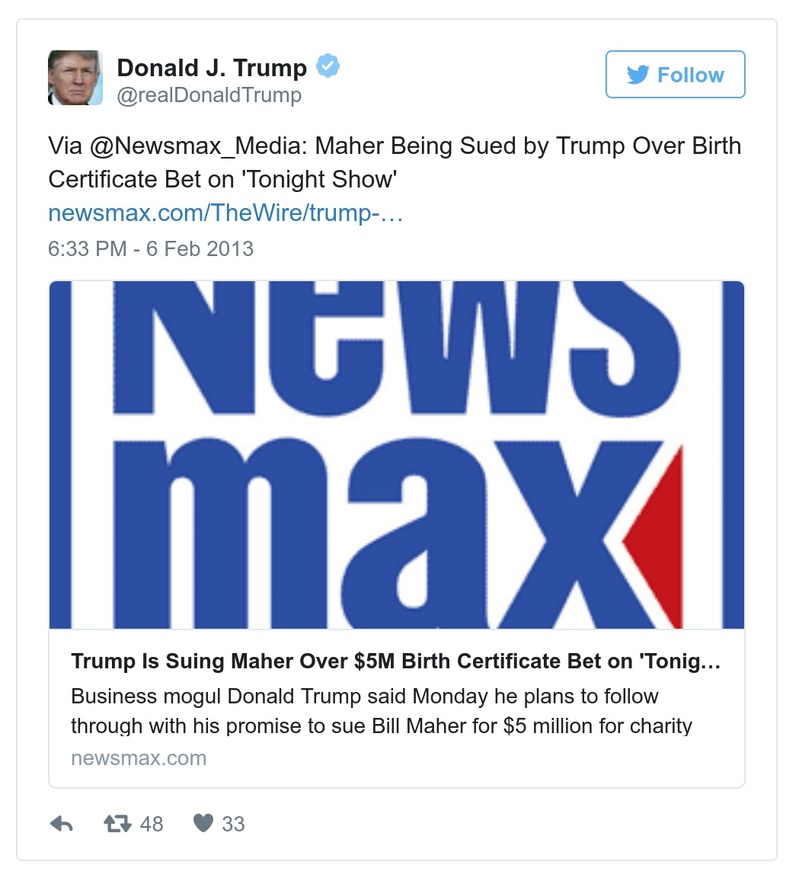 Donald J. Trump
@realDonaldTrump
Follow
Via @Newsmax_Media: Maher Being Sued by Trump Over Birth
Certificate Bet on 'Tonight Show'
newsmax.com/TheWire/trump-…
6:33 PM - 6 Feb 2013
News
max
Trump Is Suing Maher Over $5M Birth Certificate Bet on 'Tonig…
Business mogul Donald Trump said Monday he plans to follow
through with his promise to sue Bill Maher for $5 million for charity
newsmax.com
48
33